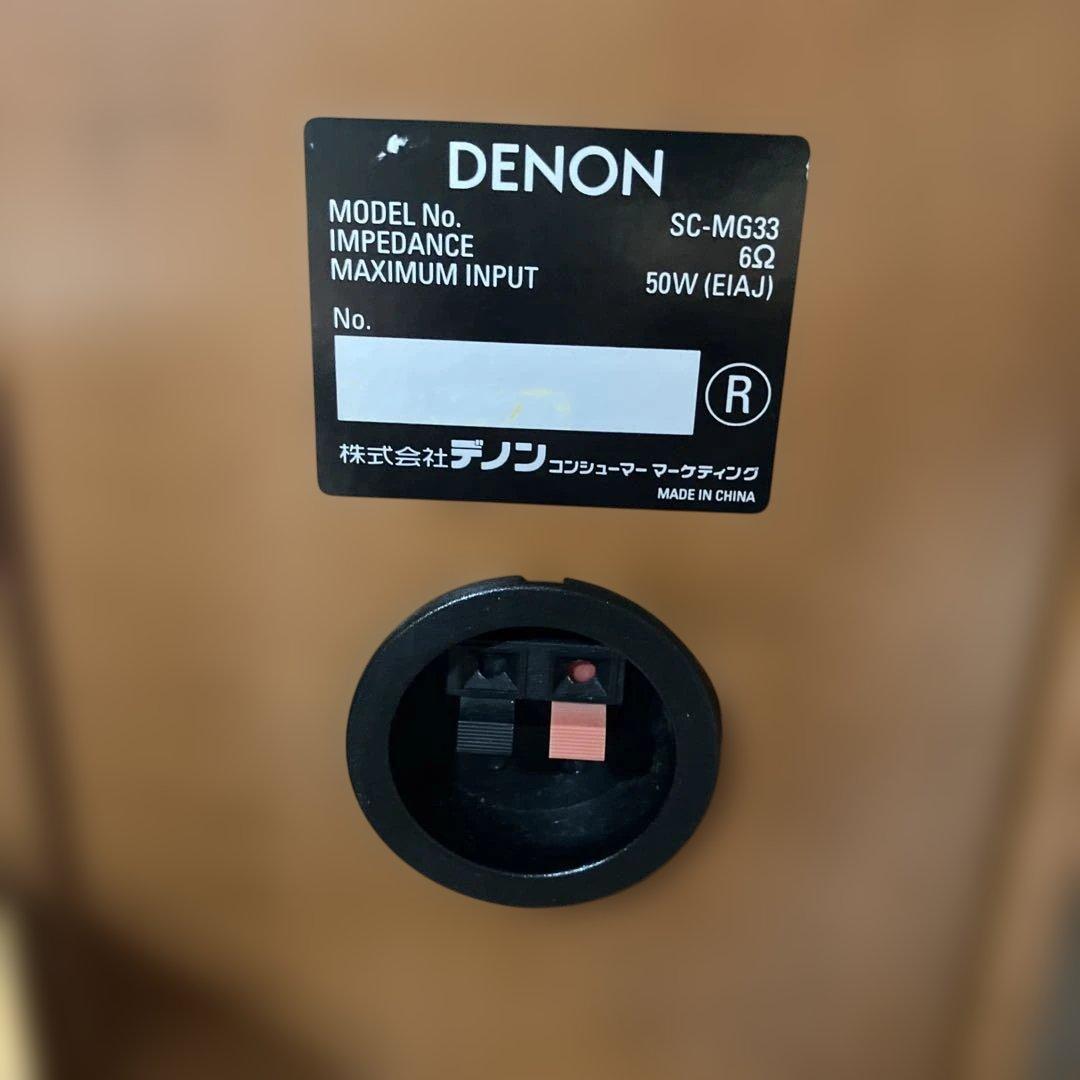 DENON
MODEL No. SC-MG33
IMPEDANCE 6Ω
MAXIMUM INPUT 50W (EIAJ)
No.
R
株式会社デノン コンシューマー マーケティング
MADE IN CHINA